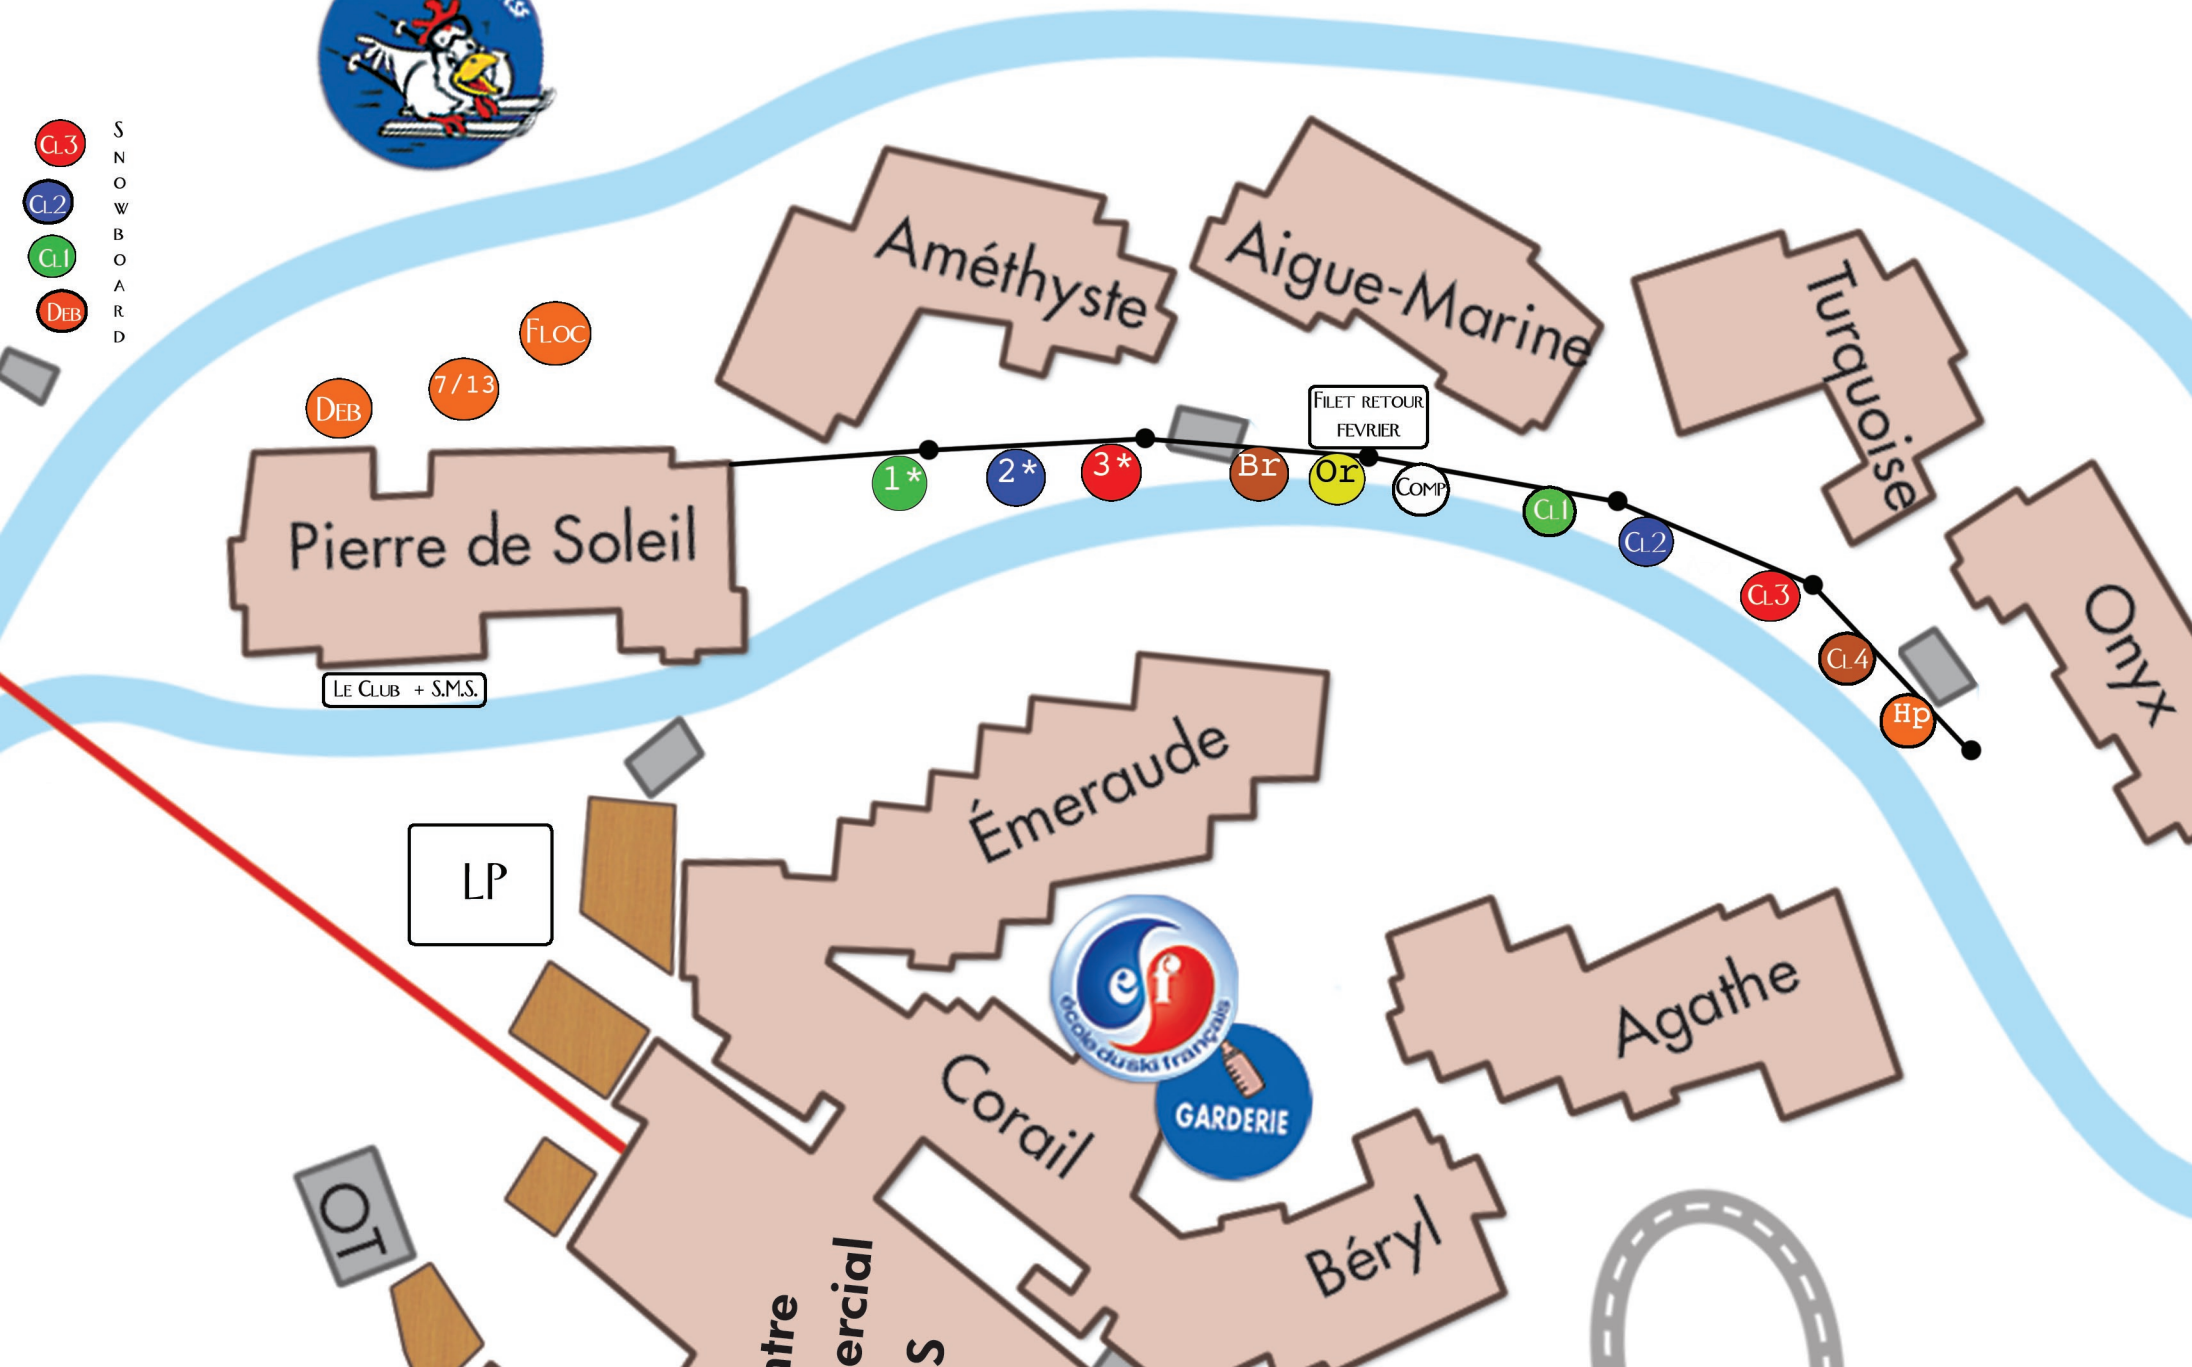 CL3
CL2
CL1
DEB
SNOWBOARD
Améthyste
Aigue-Marine
Turquoise
FLOC
7/13
DEB
FILET RETOUR
FEVRIER
1*
2*
3*
Br
Or
COMP
CL1
CL2
CL3
CL4
Hp
Pierre de Soleil
Onyx
LE CLUB + S.M.S.
Émeraude
LP
ef
école du ski français
GARDERIE
Agathe
Corail
OT
Béryl